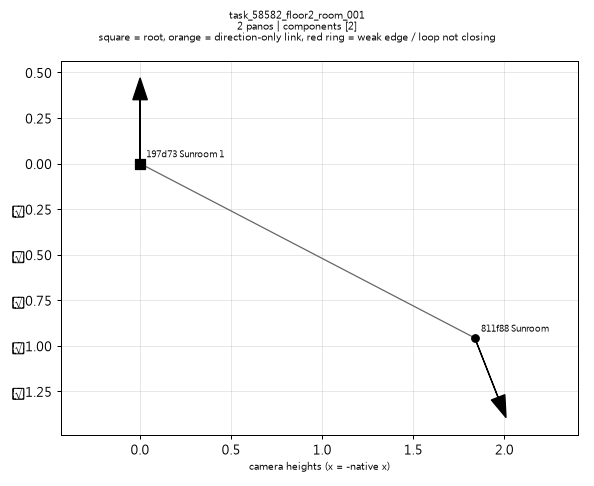 task_58582_floor2_room_001
2 panos | components [2]
square = root, orange = direction-only link, red ring = weak edge / loop not closing
0.50
0.25
197d73 Sunroom 1
0.00
0.25
0.50
0.75
811f88 Sunroom
1.00
1.25
0.0 0.5 1.0 1.5 2.0
camera heights (x = -native x)